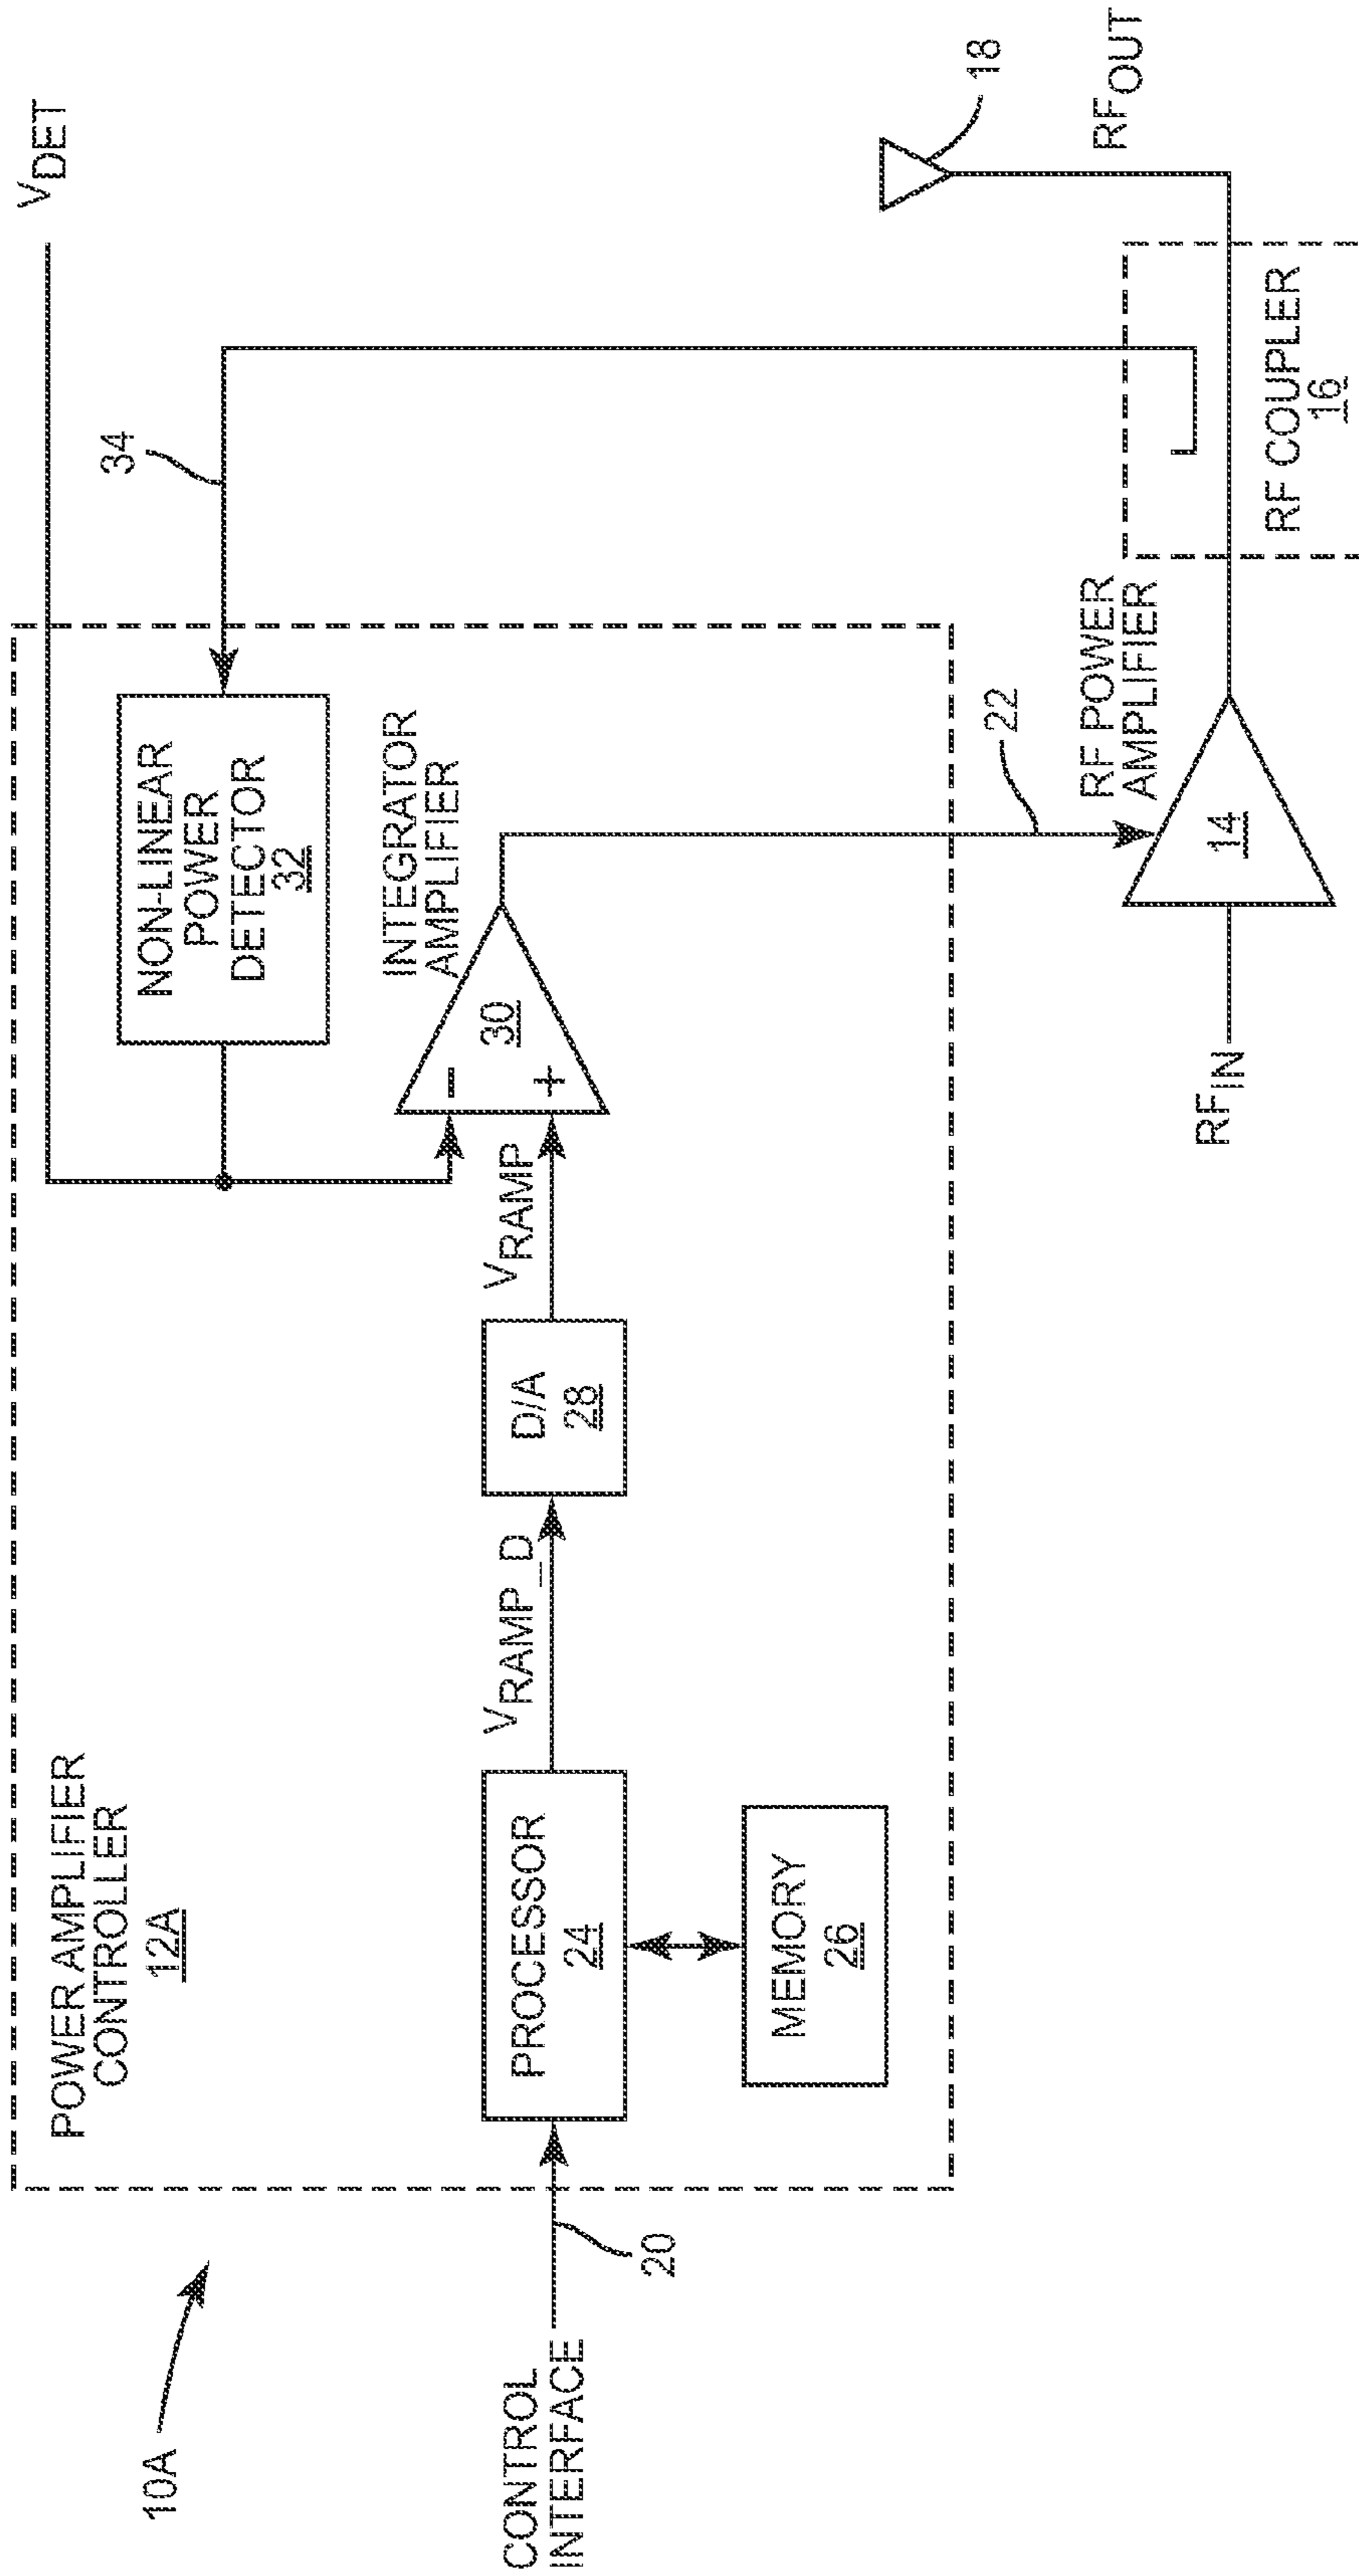 10A
POWER AMPLIFIER
CONTROLLER
12A
CONTROL
INTERFACE
20
PROCESSOR
24
MEMORY
26
VRAMP_D
D/A
28
VRAMP
INTEGRATOR
AMPLIFIER
30
NON-LINEAR
POWER
DETECTOR
32
34
VDET
22
RFIN
RF POWER
AMPLIFIER
14
RF COUPLER
16
18
RFOUT